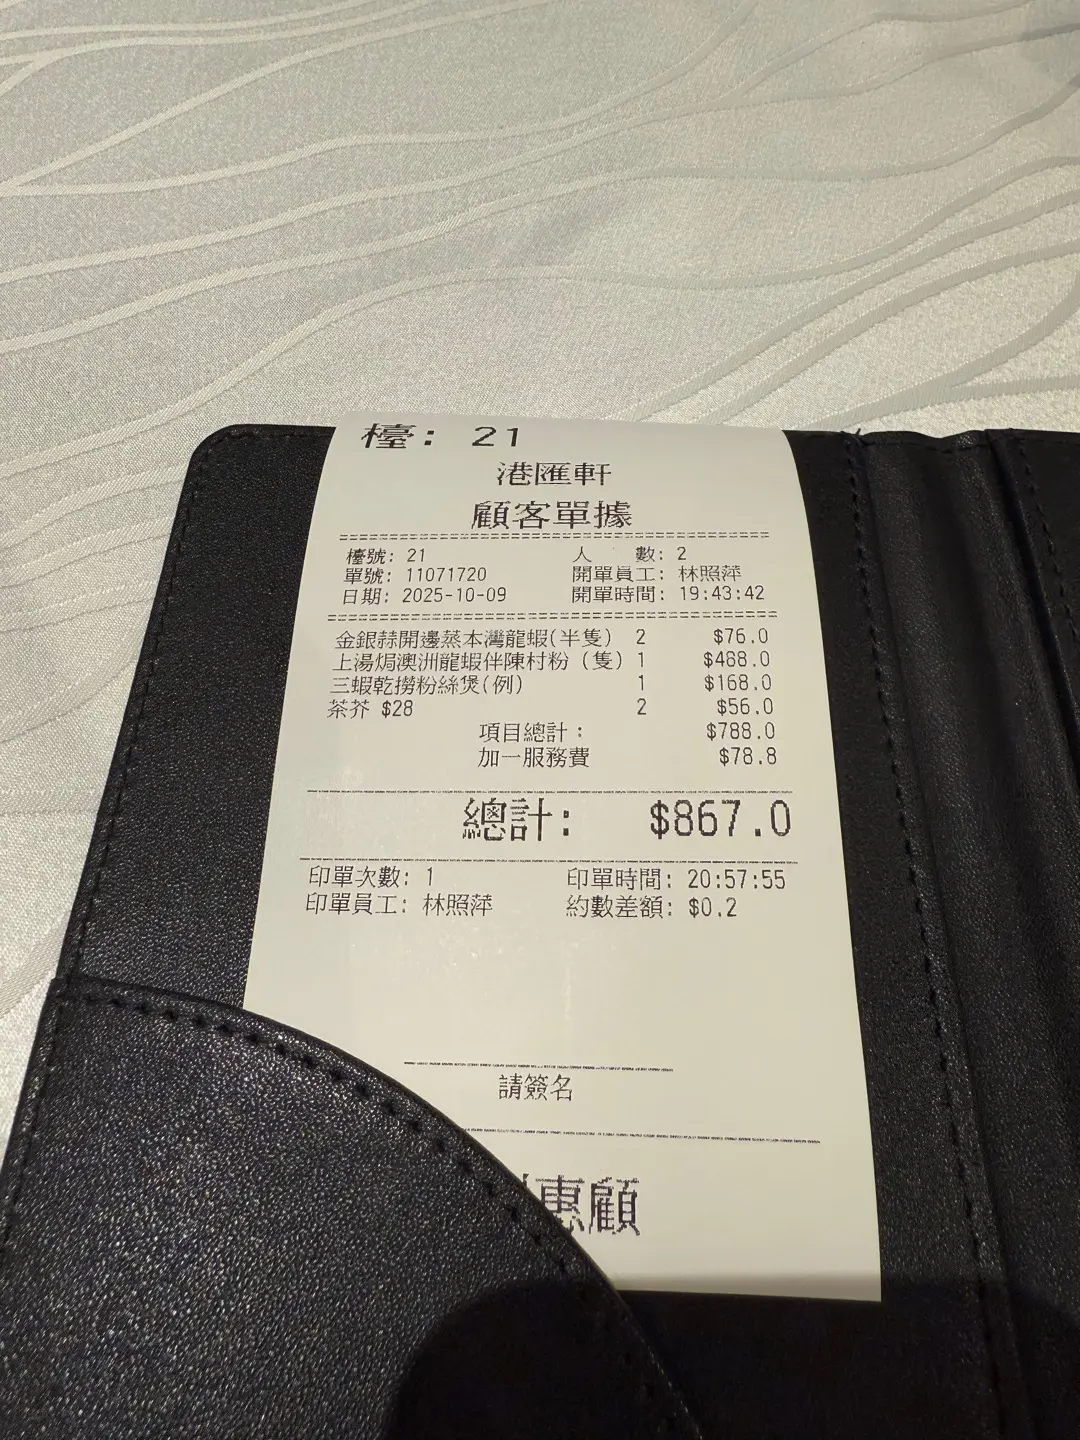 檯: 21
港匯軒
顧客單據
檯號: 21 人 數: 2
單號: 11071720 開單員工: 林照萍
日期: 2025-10-09 開單時間: 19:43:42
金銀蒜開邊蒸本灣龍蝦(半隻) 2 $76.0
上湯焗澳洲龍蝦伴陳村粉 (隻) 1 $488.0
三蝦乾撈粉絲煲(例) 1 $168.0
茶芥 $28 2 $56.0
項目總計: $788.0
加一服務費 $78.8
總計: $867.0
印單次數: 1 印單時間: 20:57:55
印單員工: 林照萍 約數差額: $0.2
請簽名
惠顧